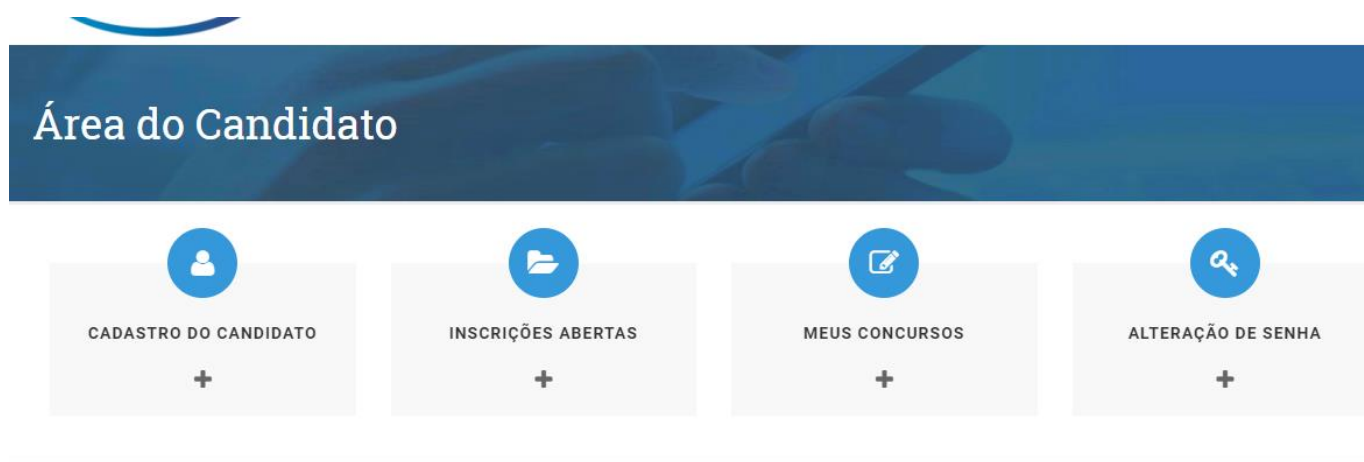 Área do Candidato
CADASTRO DO CANDIDATO
INSCRIÇÕES ABERTAS
MEUS CONCURSOS
ALTERAÇÃO DE SENHA